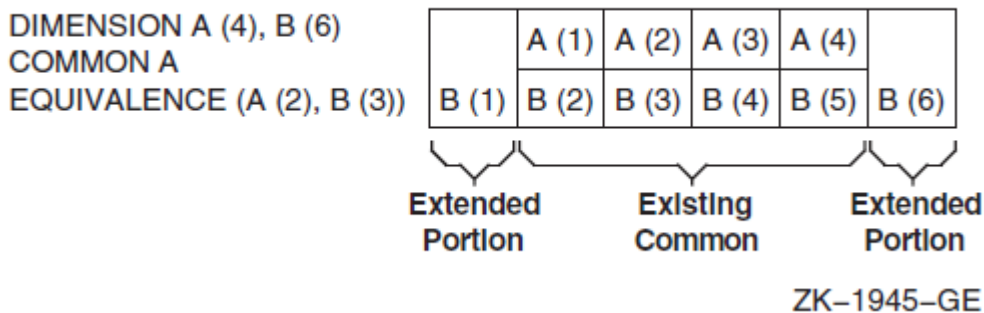 DIMENSION A (4), B (6)
COMMON A
EQUIVALENCE (A (2), B (3))
A (1) A (2) A (3) A (4)
B (1) B (2) B (3) B (4) B (5) B (6)
Extended Portion
Existing Common
Extended Portion
ZK–1945–GE